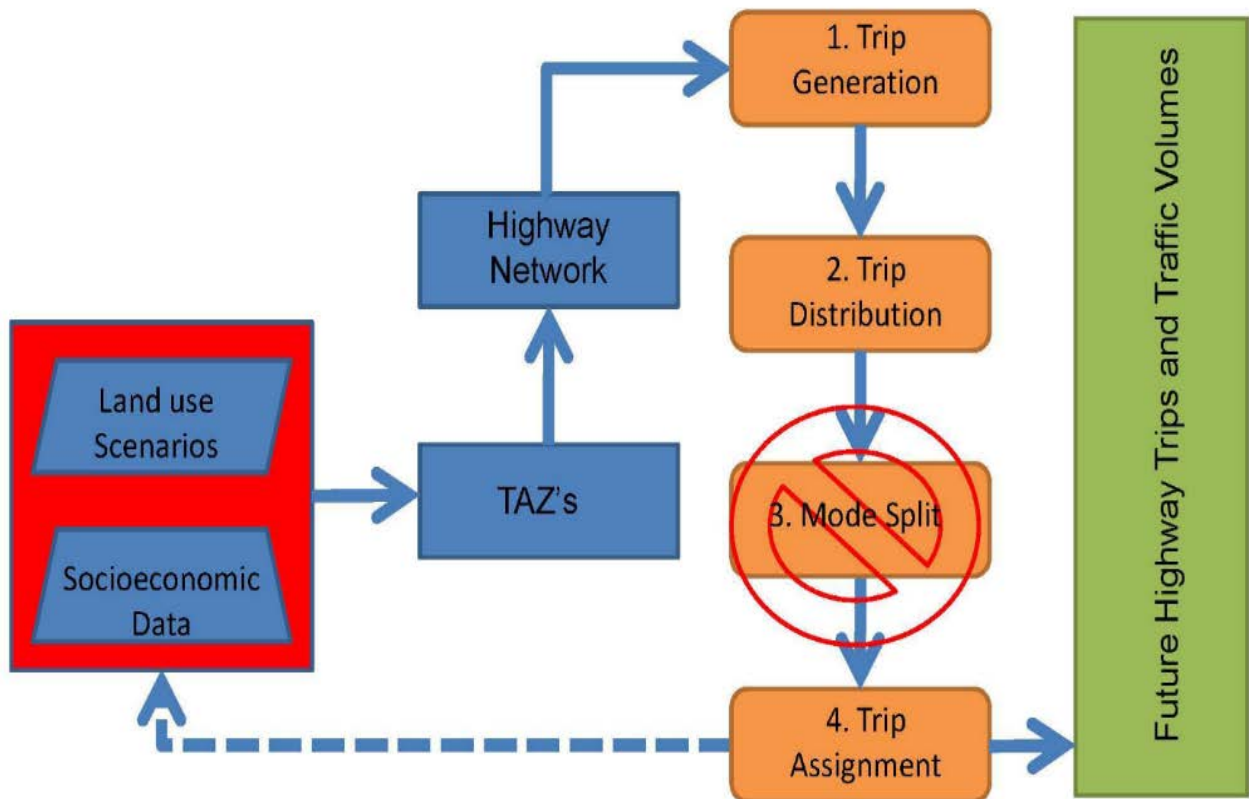 Land use
Scenarios
Socioeconomic
Data
TAZ's
Highway
Network
1. Trip
Generation
2. Trip
Distribution
3. Mode Split
4. Trip
Assignment
Future Highway Trips and Traffic Volumes